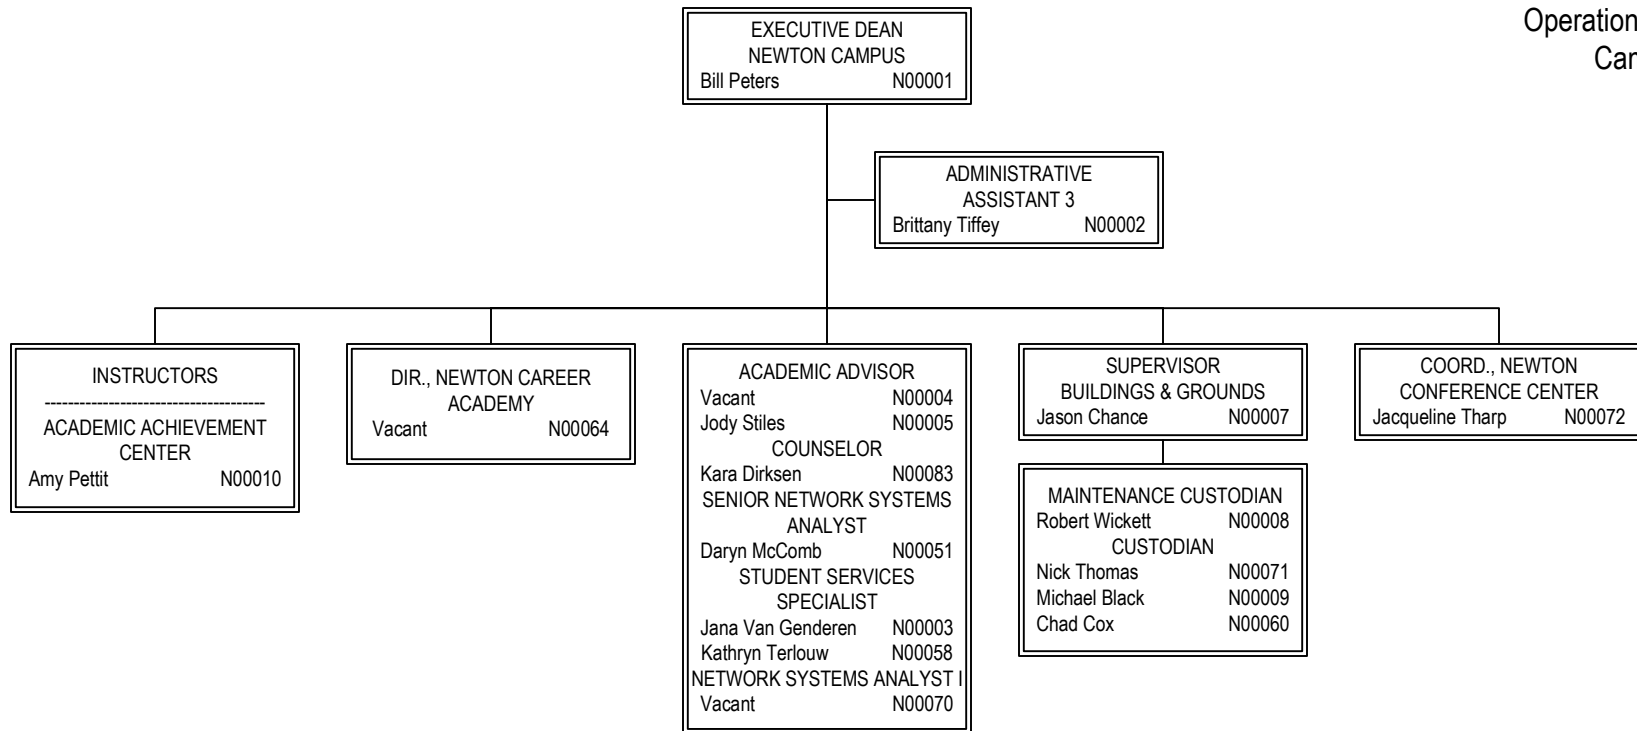 Operation
Car
EXECUTIVE DEAN
NEWTON CAMPUS
Bill Peters N00001
ADMINISTRATIVE
ASSISTANT 3
Brittany Tiffey N00002
INSTRUCTORS
--------------------------------------
ACADEMIC ACHIEVEMENT
CENTER
Amy Pettit N00010
DIR., NEWTON CAREER
ACADEMY
Vacant N00064
ACADEMIC ADVISOR
Vacant N00004
Jody Stiles N00005
COUNSELOR
Kara Dirksen N00083
SENIOR NETWORK SYSTEMS
ANALYST
Daryn McComb N00051
STUDENT SERVICES
SPECIALIST
Jana Van Genderen N00003
Kathryn Terlouw N00058
NETWORK SYSTEMS ANALYST I
Vacant N00070
SUPERVISOR
BUILDINGS & GROUNDS
Jason Chance N00007
MAINTENANCE CUSTODIAN
Robert Wickett N00008
CUSTODIAN
Nick Thomas N00071
Michael Black N00009
Chad Cox N00060
COORD., NEWTON
CONFERENCE CENTER
Jacqueline Tharp N00072